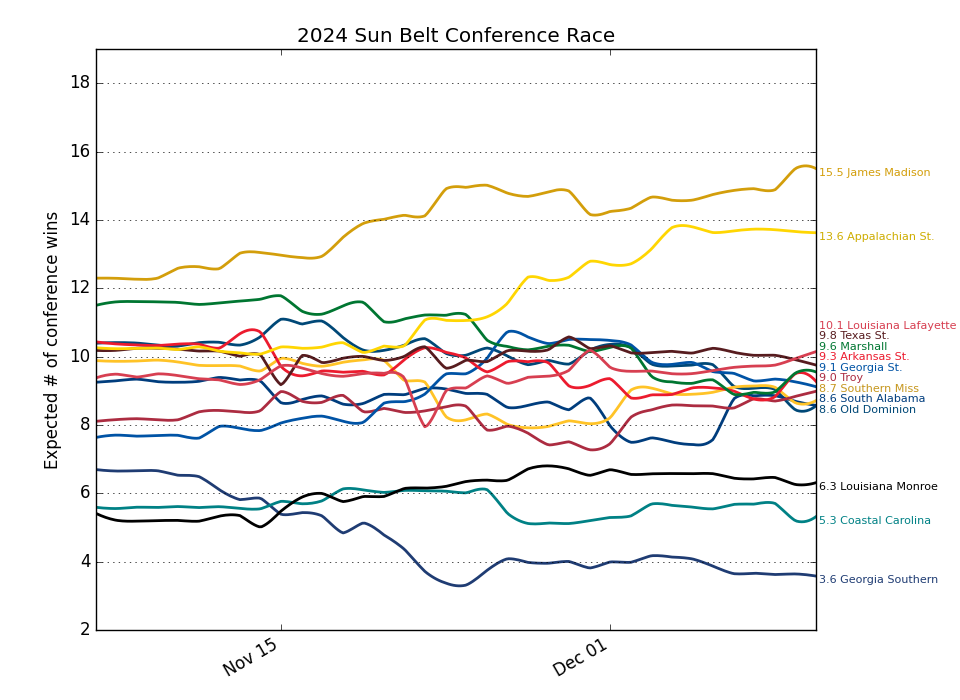 2024 Sun Belt Conference Race
Expected # of conference wins
18
16
14
12
10
8
6
4
2
Nov 15
Dec 01
15.5 James Madison
13.6 Appalachian St.
10.1 Louisiana Lafayette
9.8 Texas St.
9.6 Marshall
9.3 Arkansas St.
9.1 Georgia St.
9.0 Troy
8.7 Southern Miss
8.6 South Alabama
8.6 Old Dominion
6.3 Louisiana Monroe
5.3 Coastal Carolina
3.6 Georgia Southern